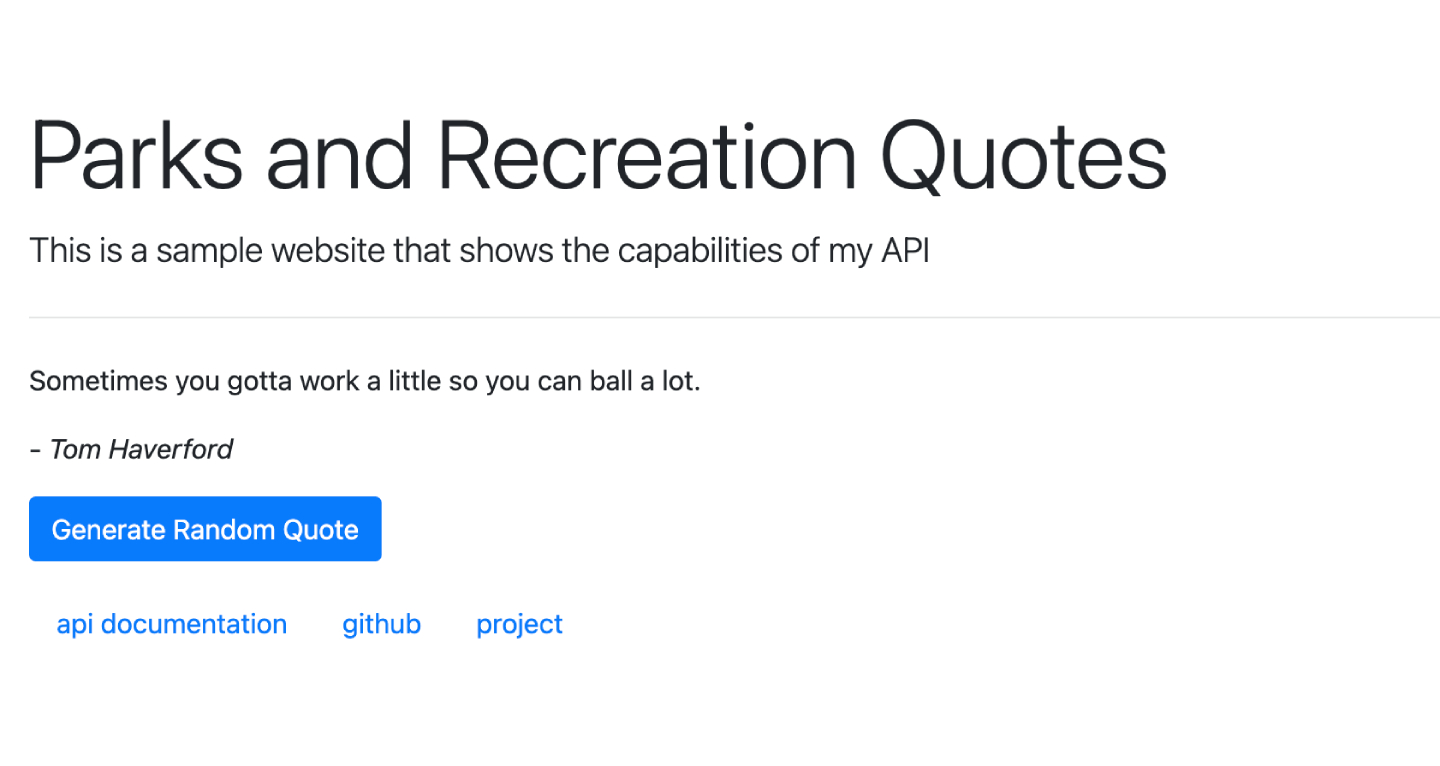 Parks and Recreation Quotes
This is a sample website that shows the capabilities of my API
Sometimes you gotta work a little so you can ball a lot.
- Tom Haverford
Generate Random Quote
api documentation github project